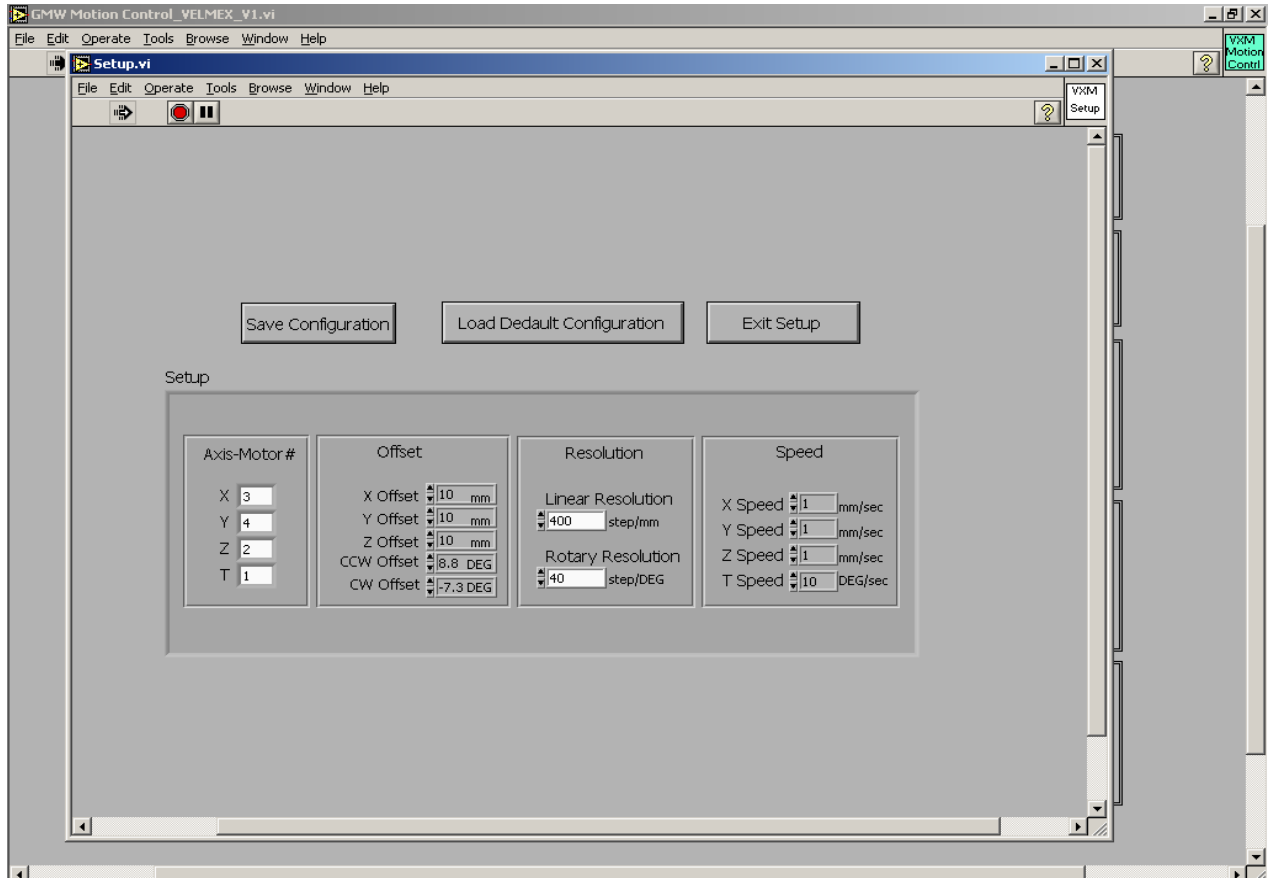 GMW Motion Control_VELMEX_V1.vi
File Edit Operate Tools Browse Window Help
VXM
Motion
Contrl
Setup.vi
File Edit Operate Tools Browse Window Help
VXM
Setup
Save Configuration
Load Dedault Configuration
Exit Setup
Setup
Axis-Motor#
X 3
Y 4
Z 2
T 1
Offset
X Offset 10 mm
Y Offset 10 mm
Z Offset 10 mm
CCW Offset 8.8 DEG
CW Offset -7.3 DEG
Resolution
Linear Resolution
400 step/mm
Rotary Resolution
40 step/DEG
Speed
X Speed 1 mm/sec
Y Speed 1 mm/sec
Z Speed 1 mm/sec
T Speed 10 DEG/sec